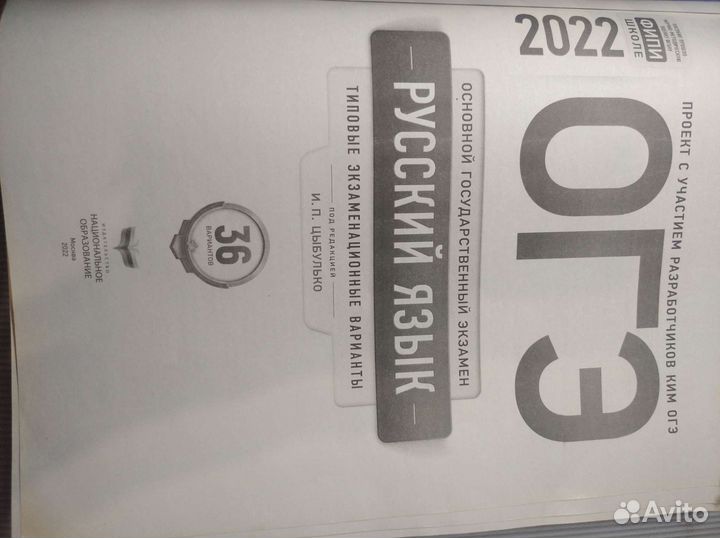 ПРОЕКТ С УЧАСТИЕМ РАЗРАБОТЧИКОВ КИМ ОГЭ
2022
ФИПИ
ШКОЛЕ
ОГЭ
ОСНОВНОЙ ГОСУДАРСТВЕННЫЙ ЭКЗАМЕН
РУССКИЙ ЯЗЫК
ТИПОВЫЕ ЭКЗАМЕНАЦИОННЫЕ ВАРИАНТЫ
ПОД РЕДАКЦИЕЙ
И. П. ЦЫБУЛЬКО
36
ВАРИАНТОВ
ИЗДАТЕЛЬСТВО
НАЦИОНАЛЬНОЕ
ОБРАЗОВАНИЕ
Москва
2022
Avito